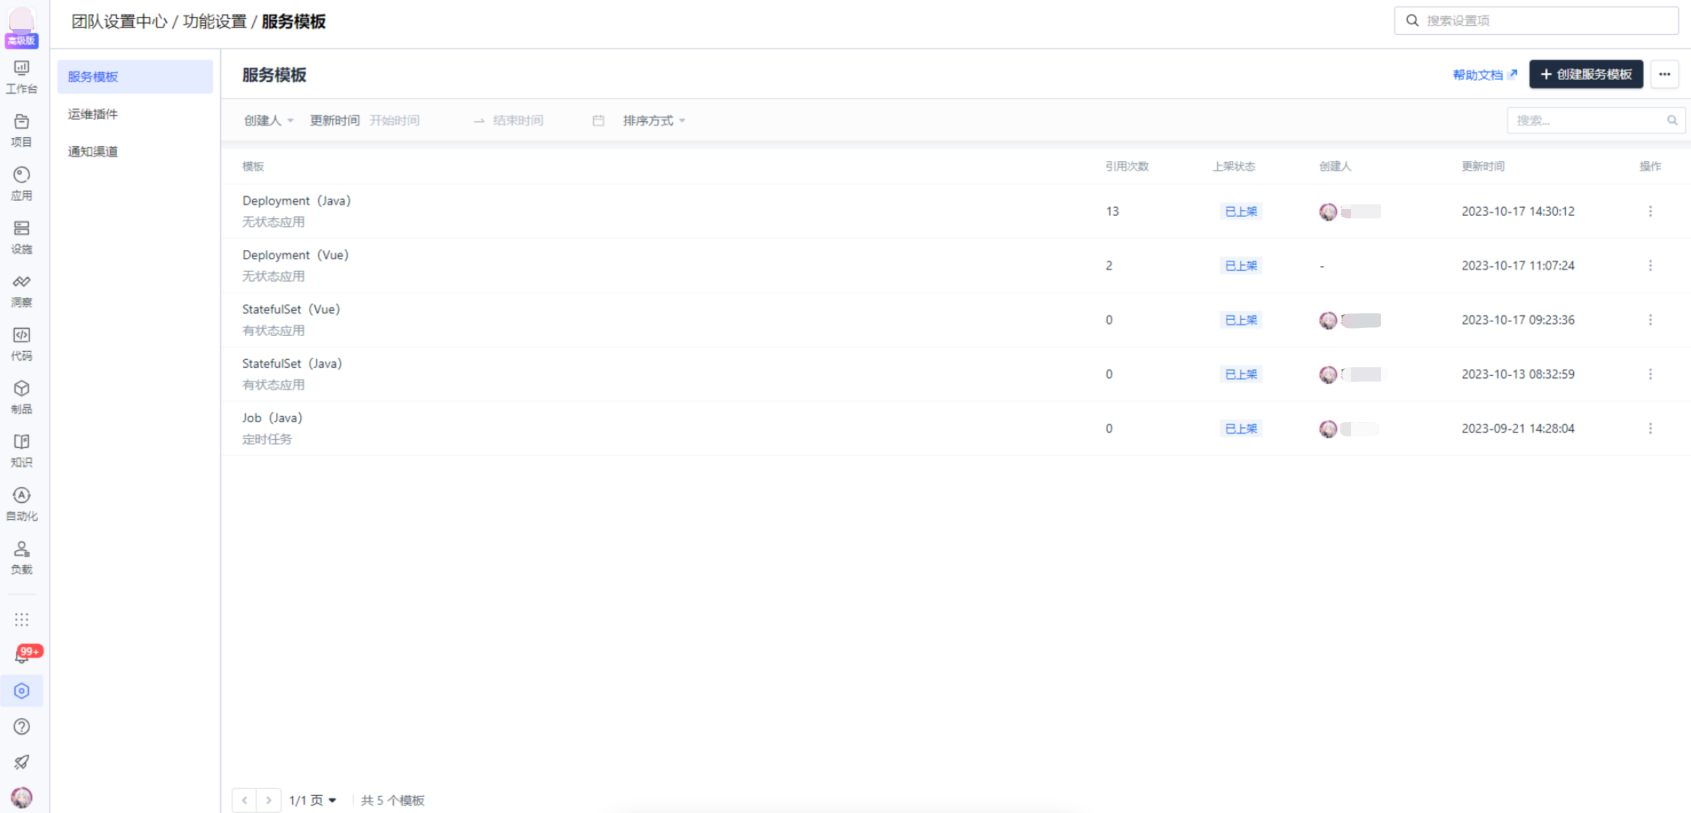 团队设置中心 / 功能设置 / 服务模板
搜索设置项
高级版
工作台
项目
应用
设施
洞察
代码
制品
知识
自动化
负载
99+
服务模板
运维插件
通知渠道
服务模板
帮助文档
+ 创建服务模板
创建人 更新时间 开始时间 → 结束时间 排序方式
搜索...
模板 引用次数 上架状态 创建人 更新时间 操作
Deployment（Java）
无状态应用
13 已上架 2023-10-17 14:30:12
Deployment（Vue）
无状态应用
2 已上架 - 2023-10-17 11:07:24
StatefulSet（Vue）
有状态应用
0 已上架 2023-10-17 09:23:36
StatefulSet（Java）
有状态应用
0 已上架 2023-10-13 08:32:59
Job（Java）
定时任务
0 已上架 2023-09-21 14:28:04
1/1 页 共 5 个模板